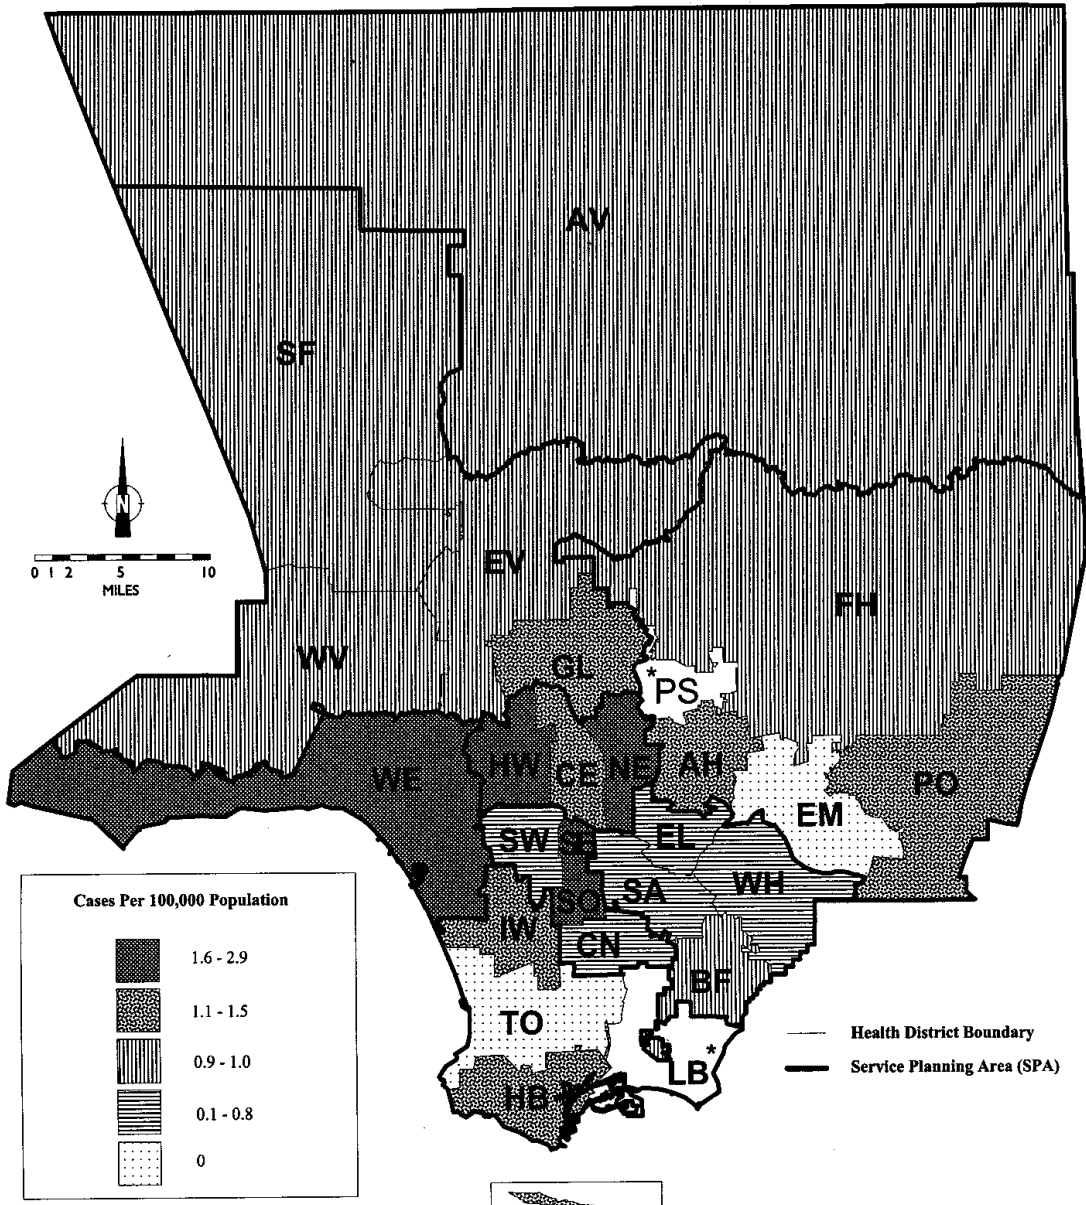 AV
SF
N
0 1 2 5 10
MILES
EV
FH
WV
GL
*PS
HW
CE
NE
AH
WE
PO
EM
SW
EL
SA
WH
SO
IW
CN
BF
TO
LB
*
HB
Cases Per 100,000 Population
1.6 - 2.9
1.1 - 1.5
0.9 - 1.0
0.1 - 0.8
0
Health District Boundary
Service Planning Area (SPA)